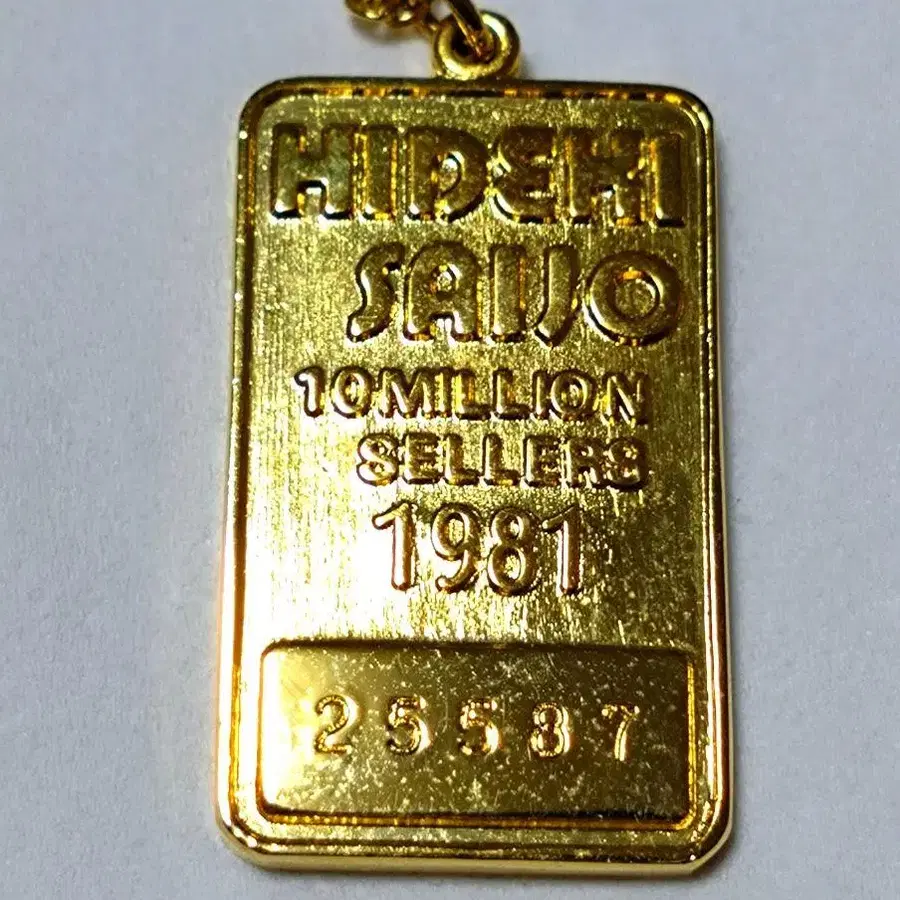 HIDEKI
SAIJO
10MILLION
SELLERS
1981
25587